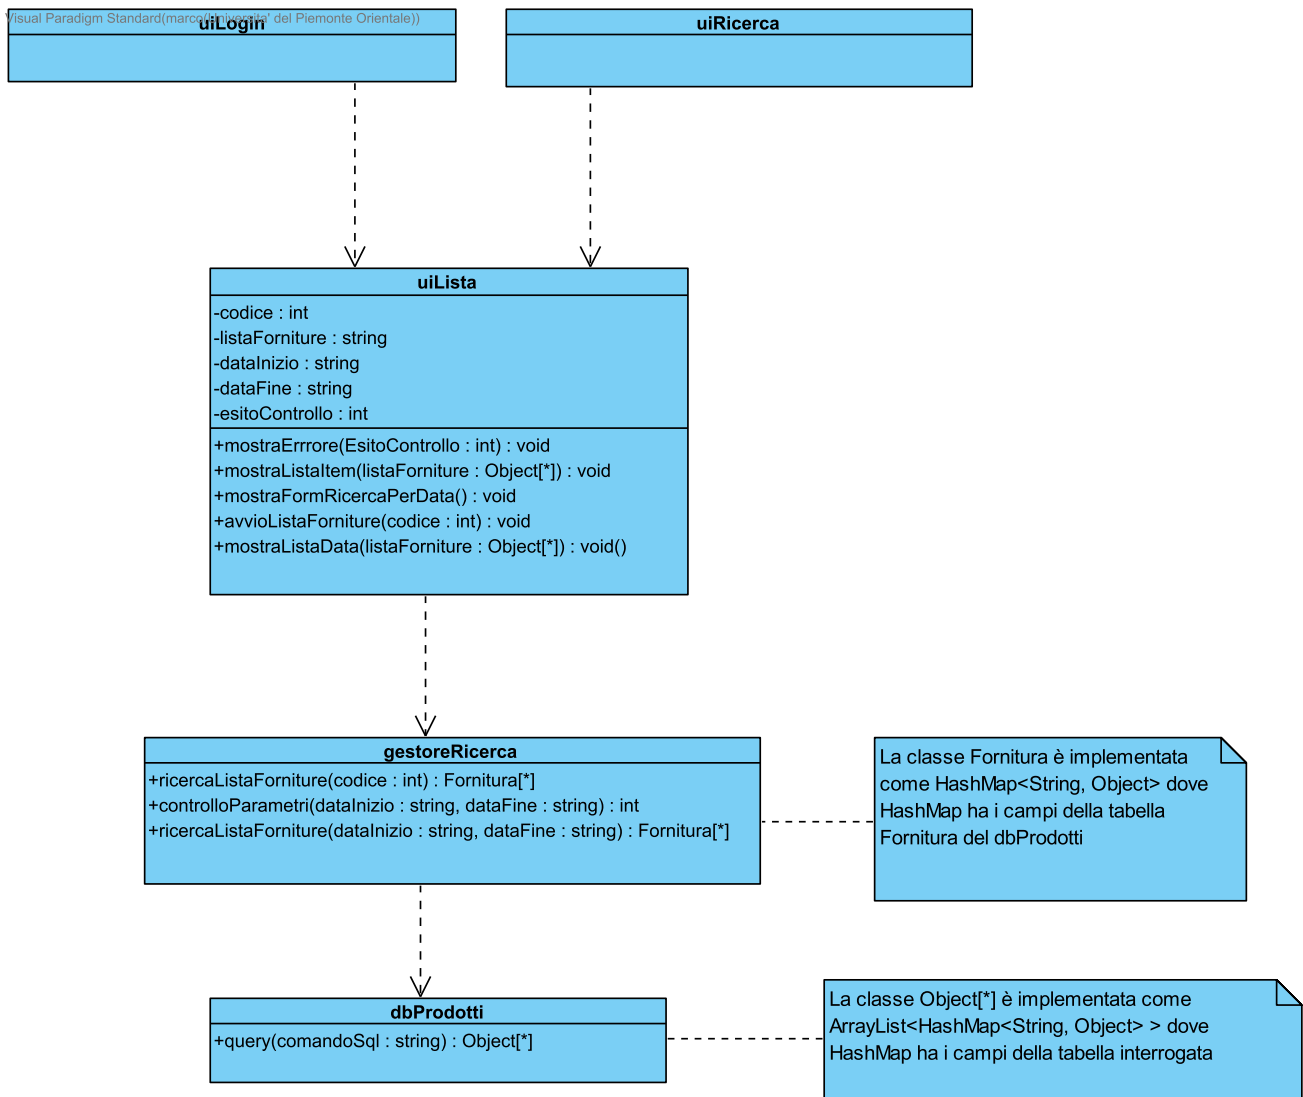 Visual Paradigm Standard(marco(Universita' del Piemonte Orientale))
uiLogin
uiRicerca
uiLista
-codice : int
-listaForniture : string
-dataInizio : string
-dataFine : string
-esitoControllo : int
+mostraErrrore(EsitoControllo : int) : void
+mostraListaItem(listaForniture : Object[*]) : void
+mostraFormRicercaPerData() : void
+avvioListaForniture(codice : int) : void
+mostraListaData(listaForniture : Object[*]) : void()
gestoreRicerca
+ricercaListaForniture(codice : int) : Fornitura[*]
+controlloParametri(dataInizio : string, dataFine : string) : int
+ricercaListaForniture(dataInizio : string, dataFine : string) : Fornitura[*]
La classe Fornitura è implementata
come HashMap<String, Object> dove
HashMap ha i campi della tabella
Fornitura del dbProdotti
dbProdotti
+query(comandoSql : string) : Object[*]
La classe Object[*] è implementata come
ArrayList<HashMap<String, Object> > dove
HashMap ha i campi della tabella interrogata